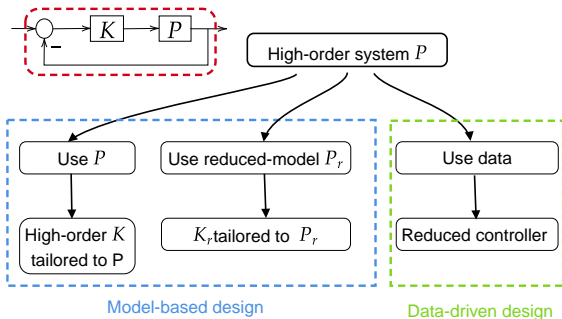 K P
−
High-order system P
Use P
Use reduced-model P_r
Use data
High-order K
tailored to P
K_r tailored to P_r
Reduced controller
Model-based design
Data-driven design